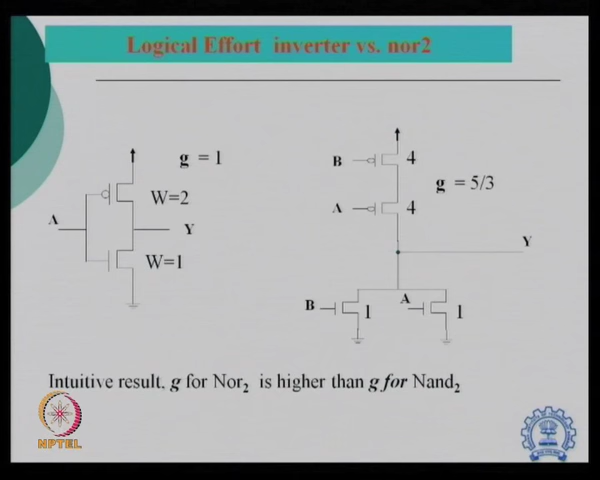 Logical Effort inverter vs. nor2
g = 1
W=2
A
Y
W=1
B
4
g = 5/3
A
4
Y
B
1
A
1
Intuitive result, g for Nor2 is higher than g for Nand2
NPTEL